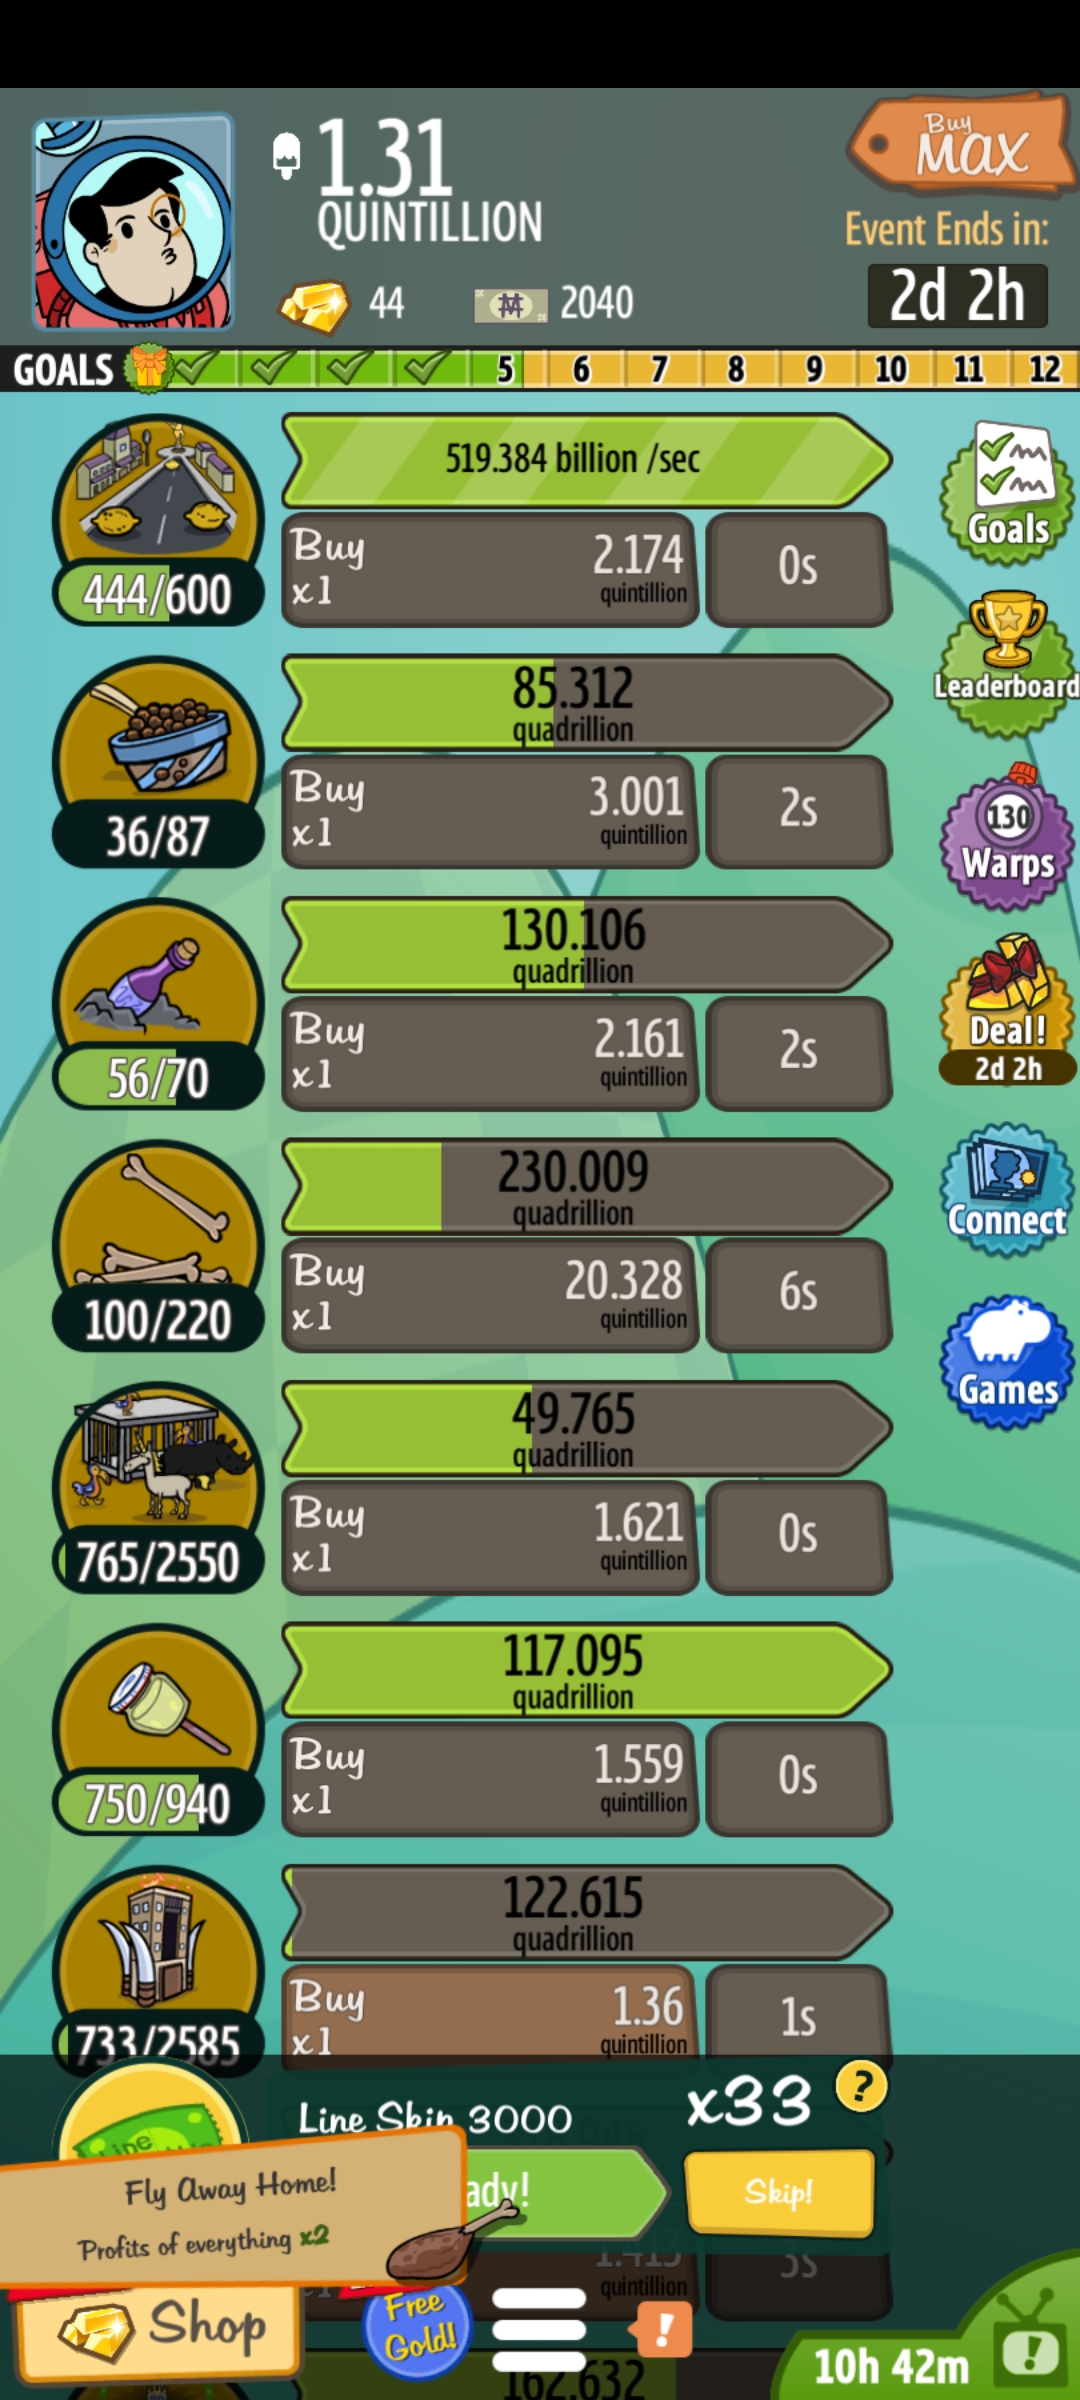 1.31
QUINTILLION
Buy
MAX
Event Ends in:
2d 2h
44
2040
GOALS 5 6 7 8 9 10 11 12
519.384 billion /sec
444/600
Buy
x1
2.174
quintillion
0s
Goals
85.312
quadrillion
36/87
Buy
x1
3.001
quintillion
2s
Leaderboard
130.106
quadrillion
56/70
Buy
x1
2.161
quintillion
2s
130
Warps
Deal!
2d 2h
230.009
quadrillion
100/220
Buy
x1
20.328
quintillion
6s
Connect
Games
49.765
quadrillion
765/2550
Buy
x1
1.621
quintillion
0s
117.095
quadrillion
750/940
Buy
x1
1.559
quintillion
0s
122.615
quadrillion
733/2585
Buy
x1
1.36
quintillion
1s
Line Skip 3000
x33
?
Line
ady!
Skip!
Fly Away Home!
Profits of everything x2
1.413
quintillion
3s
Shop
Free
Gold!
!
10h 42m
!
162.632